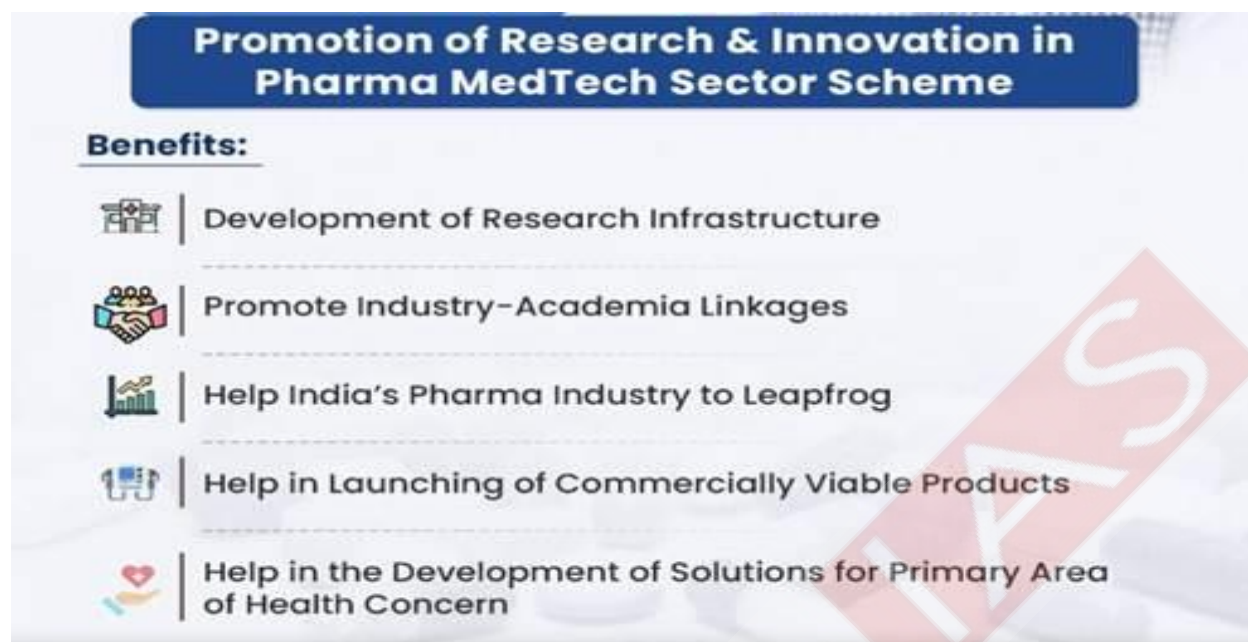 Promotion of Research & Innovation in
Pharma MedTech Sector Scheme
Benefits:
Development of Research Infrastructure
Promote Industry-Academia Linkages
Help India's Pharma Industry to Leapfrog
Help in Launching of Commercially Viable Products
Help in the Development of Solutions for Primary Area
of Health Concern
IAS